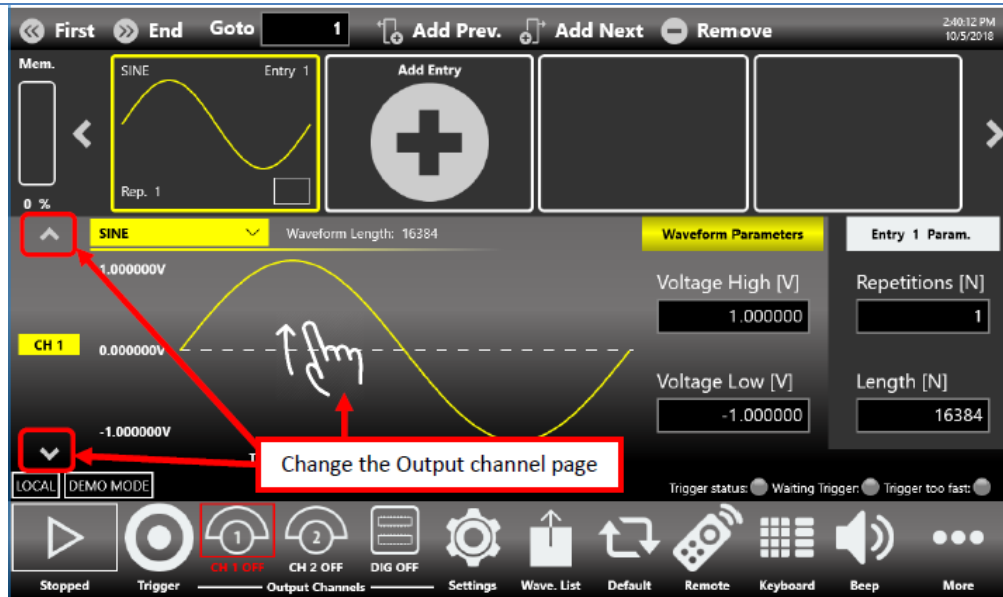 First End Goto 1 Add Prev. Add Next Remove 2:40:12 PM
10/5/2018
Mem.
0 %
SINE Entry 1
Rep. 1
Add Entry
SINE Waveform Length: 16384
1.000000V
CH 1 0.000000V
-1.000000V
Waveform Parameters
Voltage High [V]
1.000000
Voltage Low [V]
-1.000000
Entry 1 Param.
Repetitions [N]
1
Length [N]
16384
Change the Output channel page
LOCAL DEMO MODE
Trigger status: Waiting Trigger: Trigger too fast:
1 2
CH 1 OFF CH 2 OFF DIG OFF
Stopped Trigger Output Channels Settings Wave. List Default Remote Keyboard Beep More